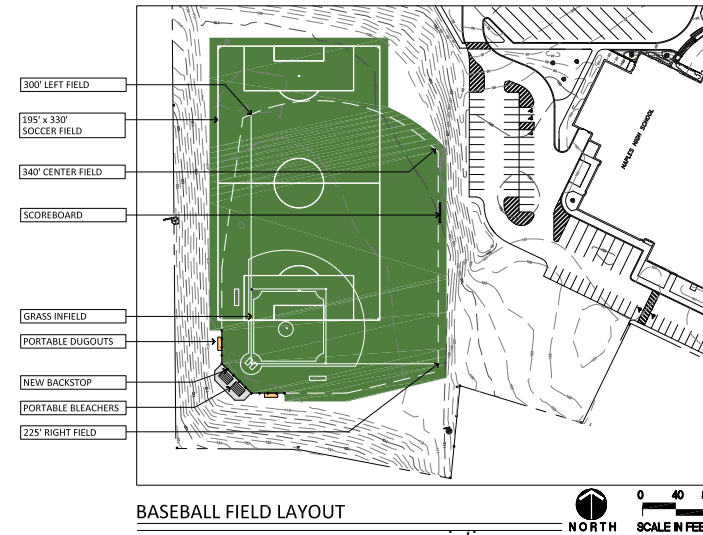 300' LEFT FIELD
195' x 330'
SOCCER FIELD
340' CENTER FIELD
SCOREBOARD
GRASS INFIELD
PORTABLE DUGOUTS
NEW BACKSTOP
PORTABLE BLEACHERS
225' RIGHT FIELD
NAPLES HIGH SCHOOL
BASEBALL FIELD LAYOUT
NORTH
0 40
SCALE IN FEE